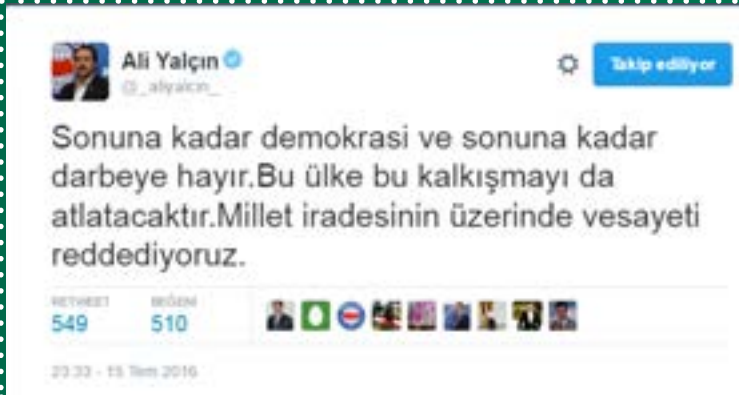 Ali Yalçın
@_aliyalcin_
Takip ediliyor
Sonuna kadar demokrasi ve sonuna kadar
darbeye hayır.Bu ülke bu kalkışmayı da
atlatacaktır.Millet iradesinin üzerinde vesayeti
reddediyoruz.
RETWEET BEĞENİ
549 510
23:33 - 15 Tem 2016